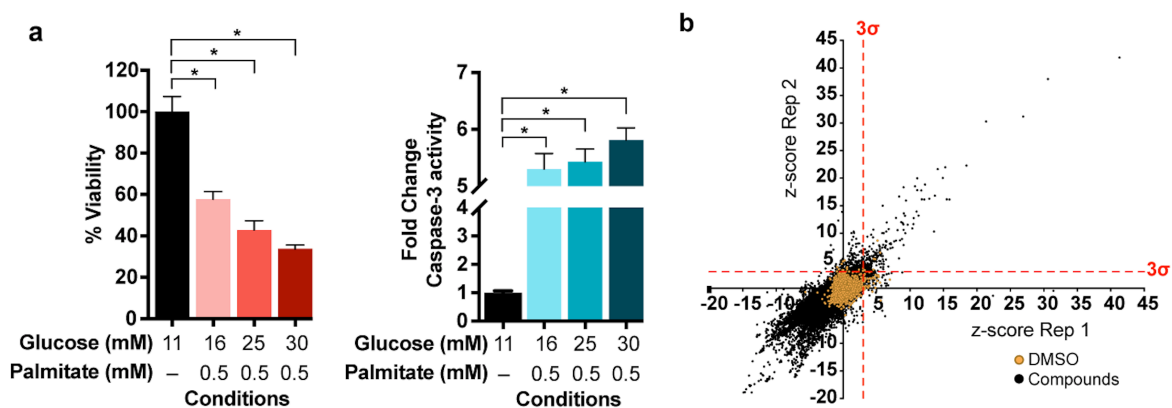 a
% Viability
120
100
80
60
40
20
0
*
*
*
Glucose (mM) 11 16 25 30
Palmitate (mM) – 0.5 0.5 0.5
Conditions
Fold Change
Caspase-3 activity
7
6
5
4
3
2
1
0
*
*
*
11 16 25 30
– 0.5 0.5 0.5
Conditions
b
3σ
z-score Rep 2
45
40
35
30
25
20
15
10
5
3σ
-20 -15 -10 -5 5 10 15 20 25 30 35 40 45
z-score Rep 1
-10
-15
-20
DMSO
Compounds